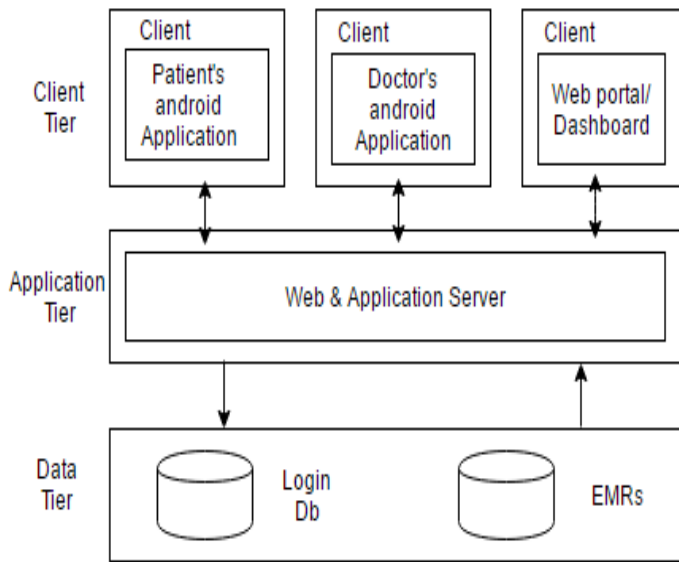 Client
Client
Client
Patient's
android
Application
Doctor's
android
Application
Web portal/
Dashboard
Client
Tier
Web & Application Server
Application
Tier
Data
Tier
Login
Db
EMRs